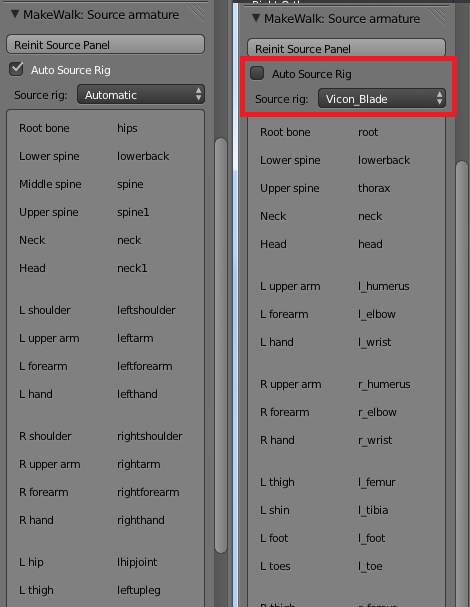 MakeWalk: Source armature
Reinit Source Panel
Auto Source Rig
Source rig: Automatic
Root bone hips
Lower spine lowerback
Middle spine spine
Upper spine spine1
Neck neck
Head neck1
L shoulder leftshoulder
L upper arm leftarm
L forearm leftforearm
L hand lefthand
R shoulder rightshoulder
R upper arm rightarm
R forearm rightforearm
R hand righthand
L hip lhipjoint
L thigh leftupleg
MakeWalk: Source armature
Reinit Source Panel
Auto Source Rig
Source rig: Vicon_Blade
Root bone root
Lower spine lowerback
Upper spine thorax
Neck neck
Head head
L upper arm l_humerus
L forearm l_elbow
L hand l_wrist
R upper arm r_humerus
R forearm r_elbow
R hand r_wrist
L thigh l_femur
L shin l_tibia
L foot l_foot
L toes l_toe
R thigh r_femur